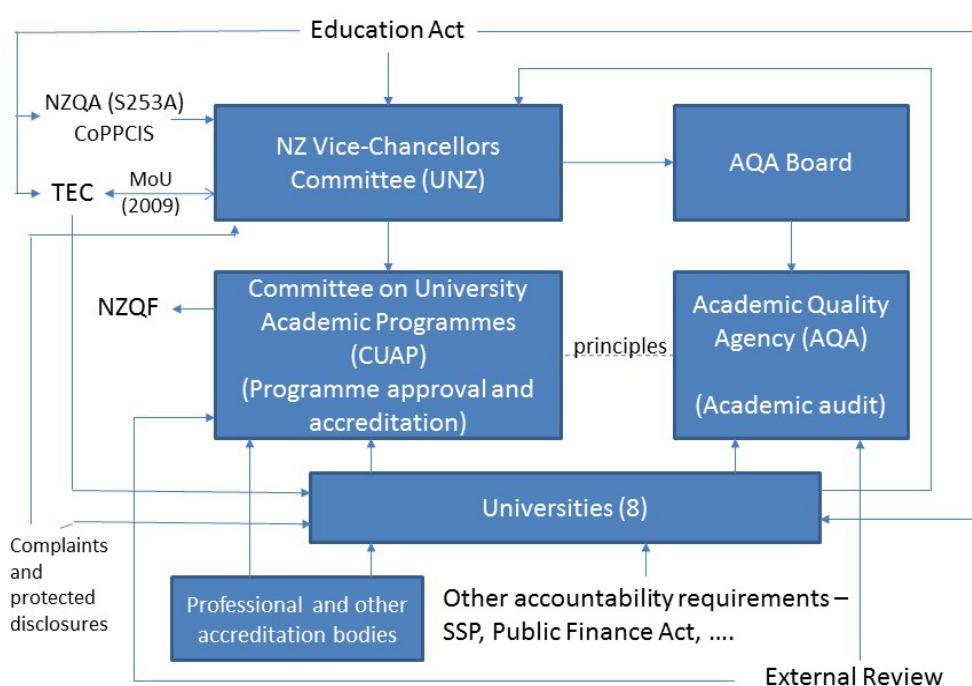 Education Act
NZQA (S253A)
CoPPCIS
NZ Vice-Chancellors
Committee (UNZ)
AQA Board
TEC
MoU
(2009)
NZQF
Committee on University
Academic Programmes
(CUAP)
(Programme approval and
accreditation)
principles
Academic Quality
Agency (AQA)
(Academic audit)
Universities (8)
Complaints
and
protected
disclosures
Professional and other
accreditation bodies
Other accountability requirements –
SSP, Public Finance Act, ....
External Review